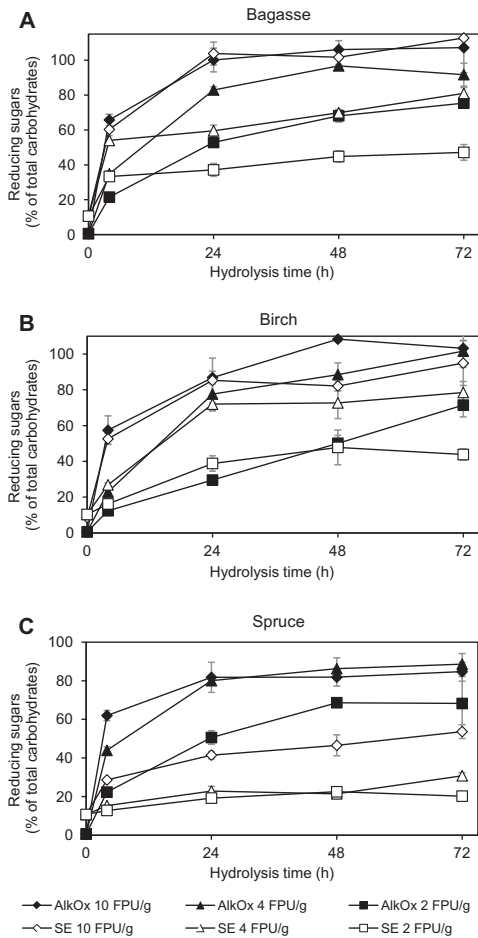 A
Bagasse
Reducing sugars
(% of total carbohydrates)
100
80
60
40
20
0
0 24 48 72
Hydrolysis time (h)
B
Birch
Reducing sugars
(% of total carbohydrates)
100
80
60
40
20
0
0 24 48 72
Hydrolysis time (h)
C
Spruce
Reducing sugars
(% of total carbohydrates)
100
80
60
40
20
0
0 24 48 72
Hydrolysis time (h)
AlkOx 10 FPU/g AlkOx 4 FPU/g AlkOx 2 FPU/g
SE 10 FPU/g SE 4 FPU/g SE 2 FPU/g